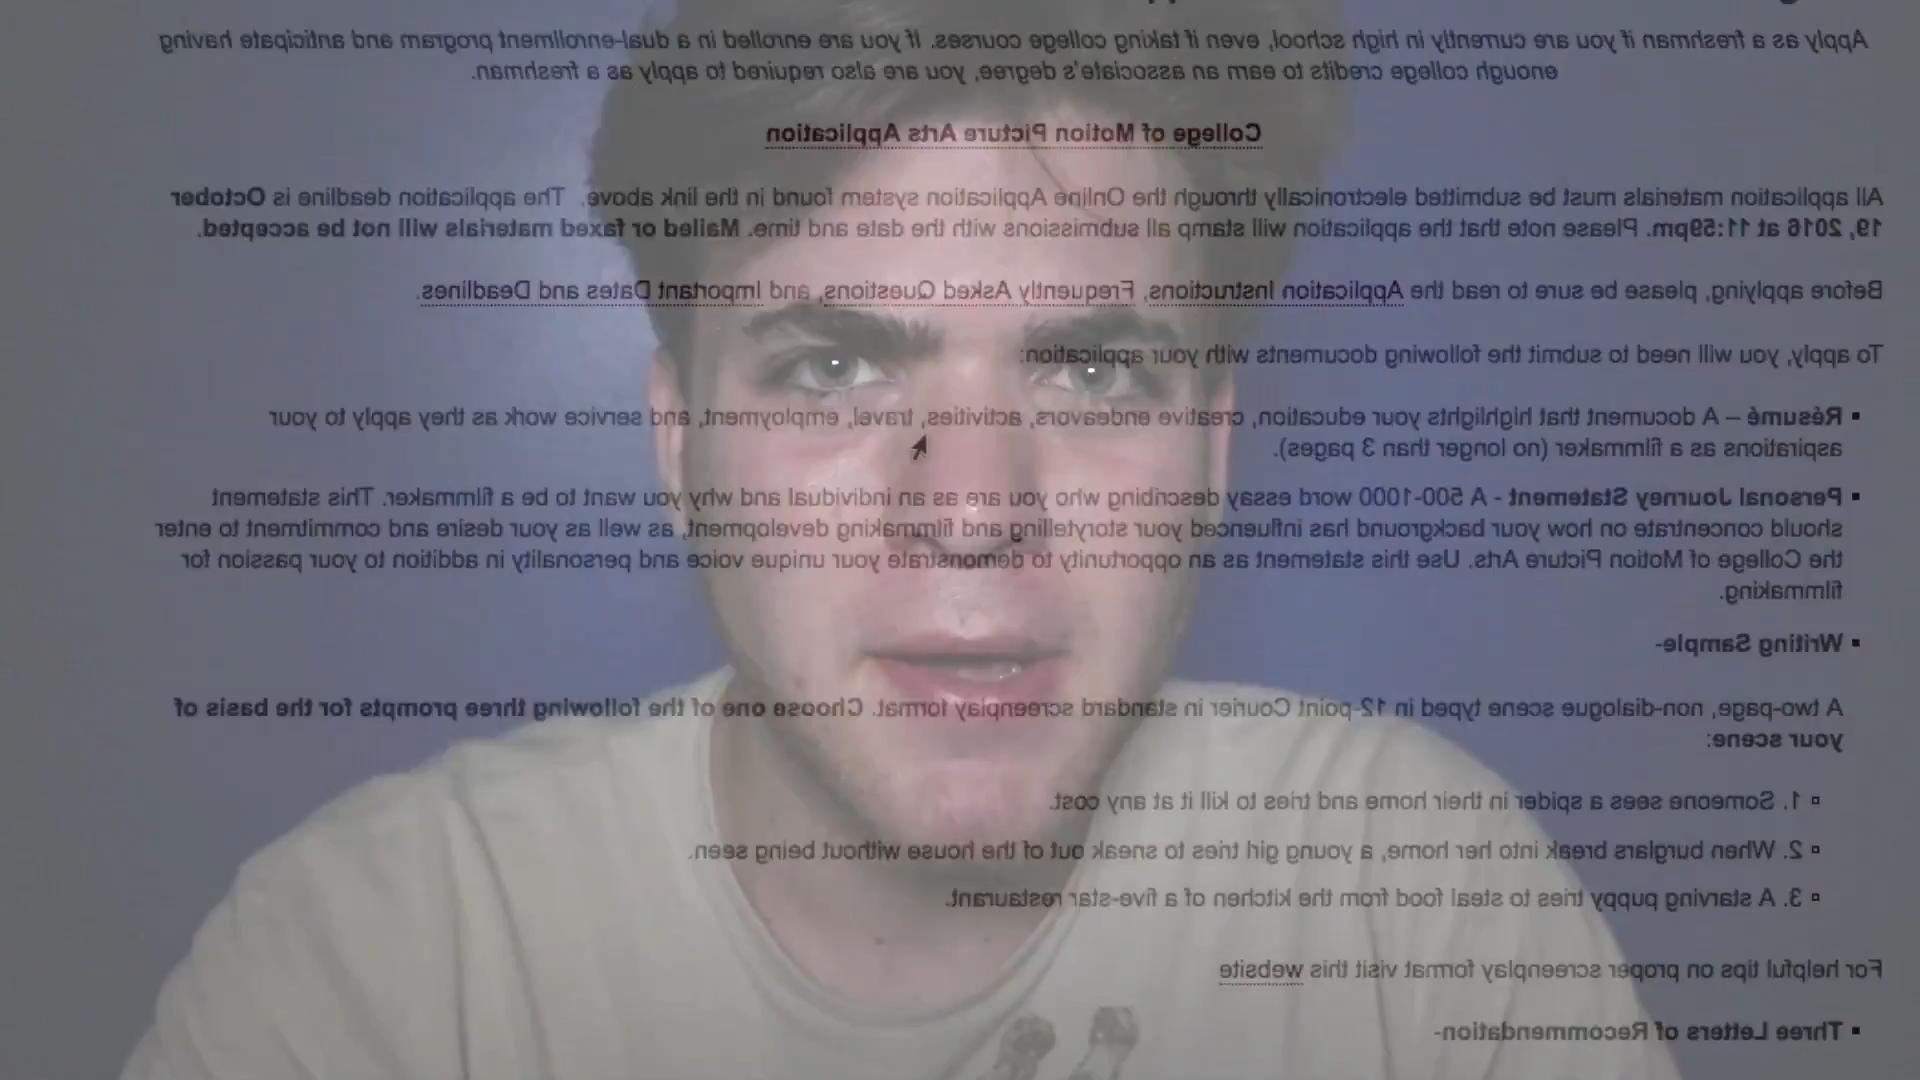 Apply as a freshman if you are currently in high school, even if taking college courses. If you are enrolled in a dual-enrollment program and anticipate having
enough college credits to earn an associate's degree, you are also required to apply as a freshman.
College of Motion Picture Arts Application
All application materials must be submitted electronically through the Online Application system found in the link above. The application deadline is October
19, 2016 at 11:59pm. Please note that the application will stamp all submissions with the date and time. Mailed or faxed materials will not be accepted.
Before applying, please be sure to read the Application Instructions, Frequently Asked Questions, and Important Dates and Deadlines.
To apply, you will need to submit the following documents with your application:
▪ Résumé – A document that highlights your education, creative endeavors, activities, travel, employment, and service work as they apply to your
aspirations as a filmmaker (no longer than 3 pages).
▪ Personal Journey Statement - A 500-1000 word essay describing who you are as an individual and why you want to be a filmmaker. This statement
should concentrate on how your background has influenced your storytelling and filmmaking development, as well as your desire and commitment to enter
the College of Motion Picture Arts. Use this statement as an opportunity to demonstrate your unique voice and personality in addition to your passion for
filmmaking.
▪ Writing Sample-
A two-page, non-dialogue scene typed in 12-point Courier in standard screenplay format. Choose one of the following three prompts for the basis of
your scene:
▫ 1. Someone sees a spider in their home and tries to kill it at any cost.
▫ 2. When burglars break into her home, a young girl tries to sneak out of the house without being seen.
▫ 3. A starving puppy tries to steal food from the kitchen of a five-star restaurant.
For helpful tips on proper screenplay format visit this website
▪ Three Letters of Recommendation-